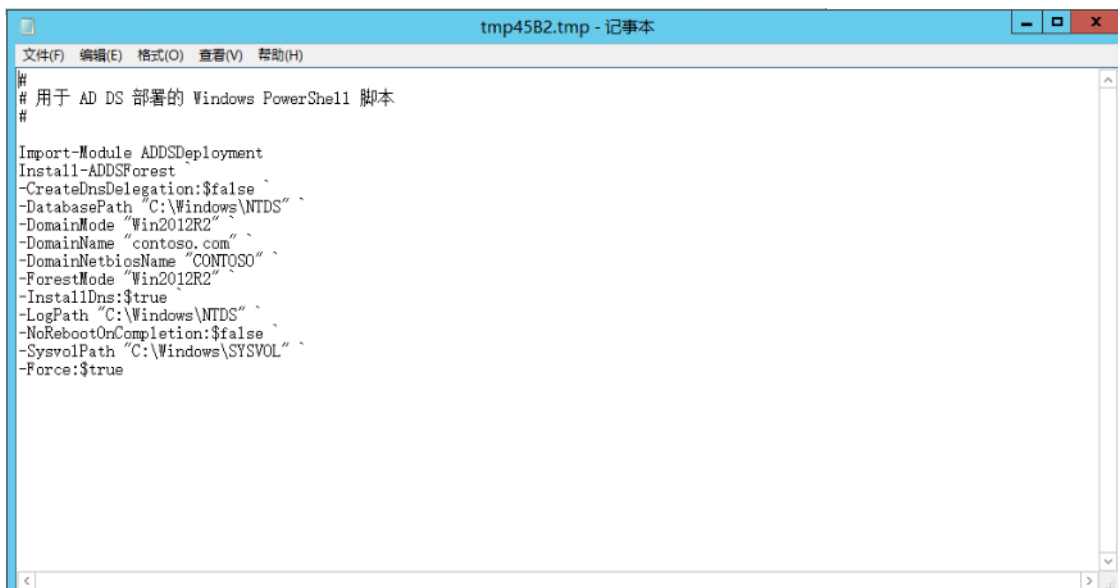 tmp45B2.tmp - 记事本
文件(F) 编辑(E) 格式(O) 查看(V) 帮助(H)
#
# 用于 AD DS 部署的 Windows PowerShell 脚本
#
Import-Module ADDSDeployment
Install-ADDSForest `
-CreateDnsDelegation:$false `
-DatabasePath "C:\Windows\NTDS" `
-DomainMode "Win2012R2" `
-DomainName "contoso.com" `
-DomainNetbiosName "CONTOSO" `
-ForestMode "Win2012R2" `
-InstallDns:$true `
-LogPath "C:\Windows\NTDS" `
-NoRebootOnCompletion:$false `
-SysvolPath "C:\Windows\SYSVOL" `
-Force:$true